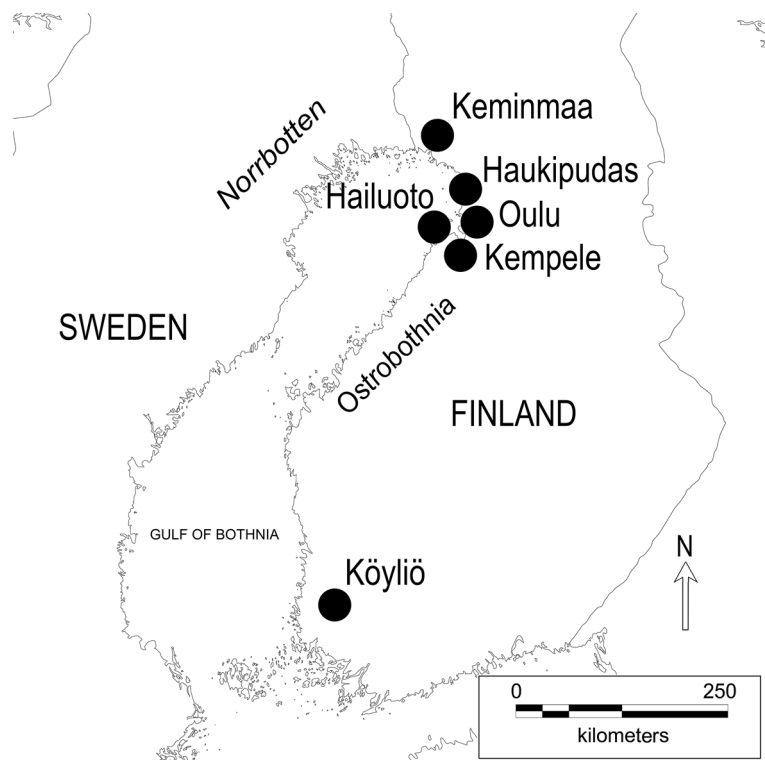 Keminmaa
Norrbotten
Haukipudas
Hailuoto
Oulu
Kempele
SWEDEN
Ostrobothnia
FINLAND
GULF OF BOTHNIA
N
Köyliö
0 250
kilometers